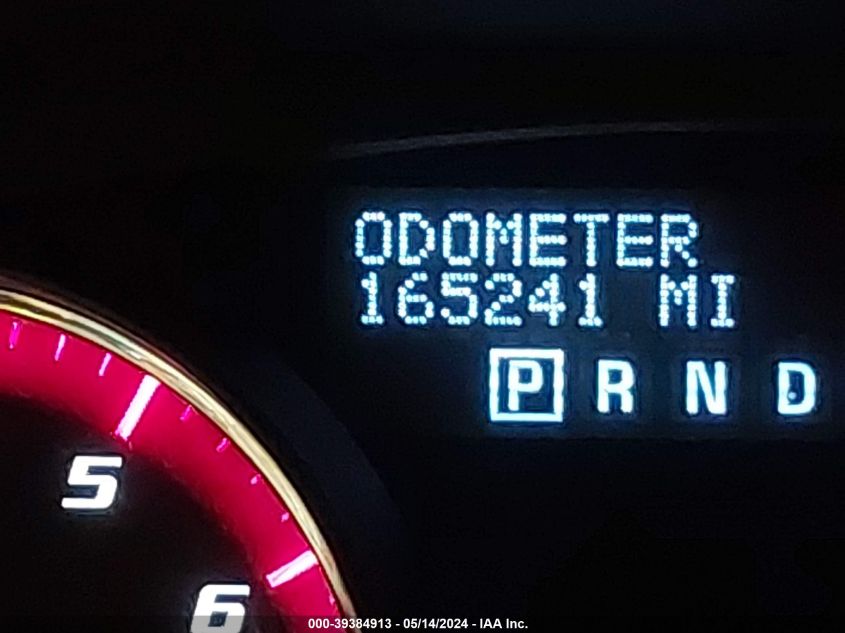 ODOMETER
165241 MI
P R N D
5
6
000-39384913 - 05/14/2024 - IAA Inc.